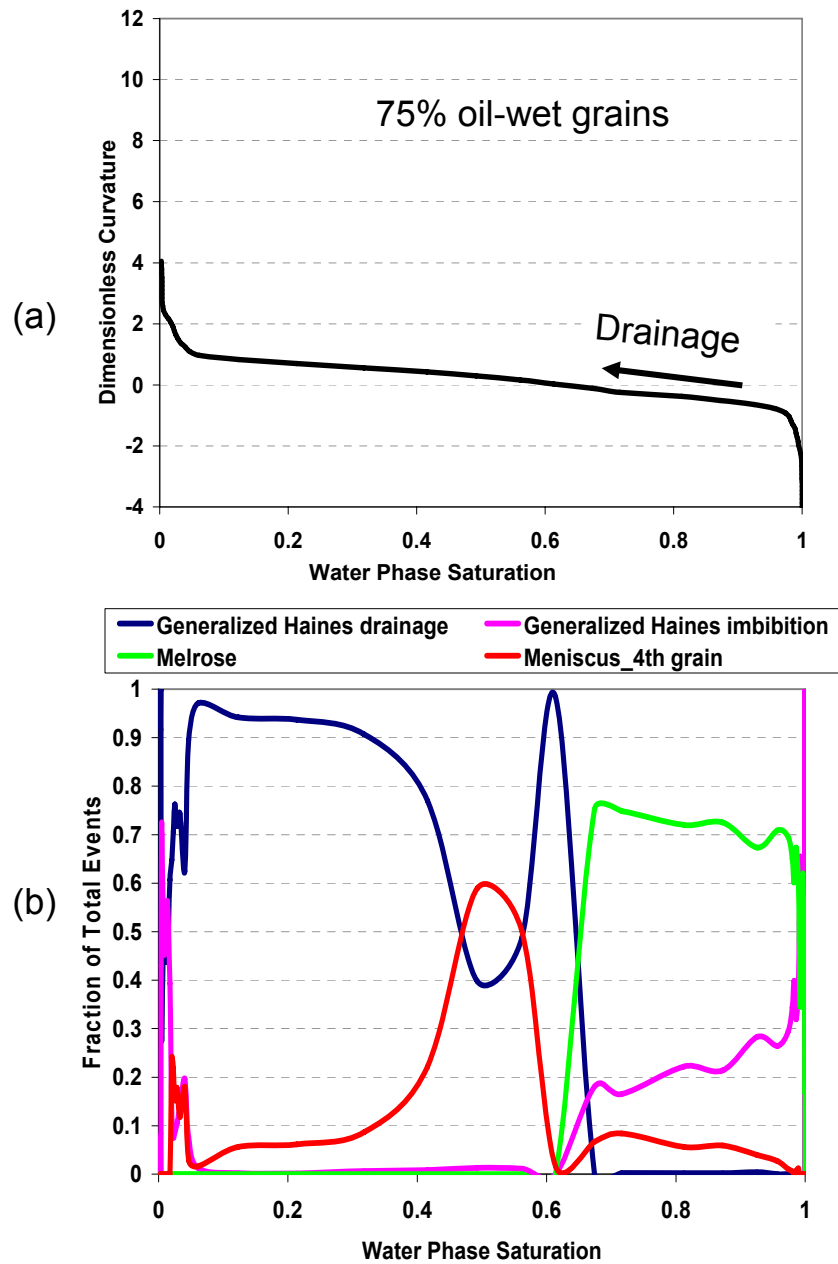 12
10
8
6
4
2
0
-2
-4
Dimensionless Curvature
75% oil-wet grains
Drainage
(a)
0 0.2 0.4 0.6 0.8 1
Water Phase Saturation
Generalized Haines drainage Generalized Haines imbibition
Melrose Meniscus_4th grain
1
0.9
0.8
0.7
0.6
0.5
0.4
0.3
0.2
0.1
0
Fraction of Total Events
(b)
0 0.2 0.4 0.6 0.8 1
Water Phase Saturation